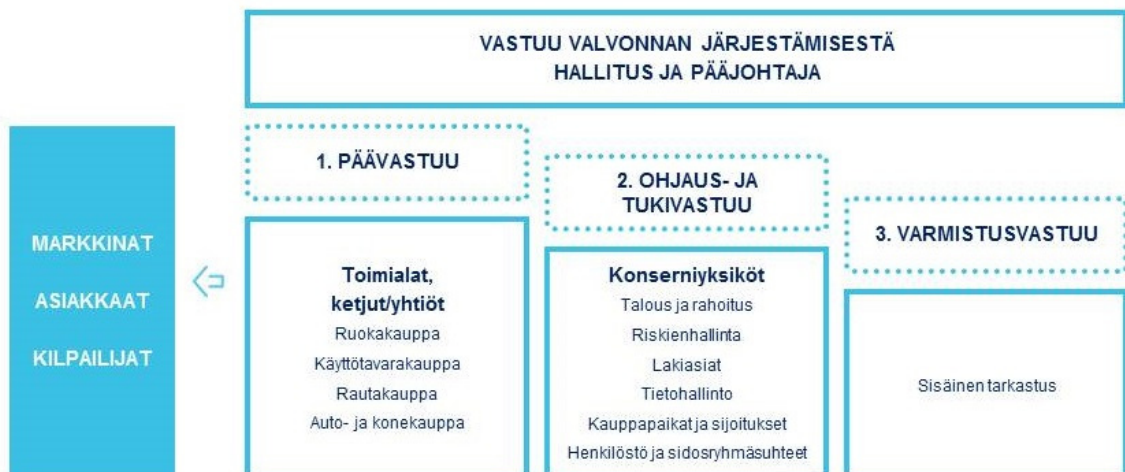 VASTUU VALVONNAN JÄRJESTÄMISESTÄ
HALLITUS JA PÄÄJOHTAJA
MARKKINAT
ASIAKKAAT
KILPAILIJAT
1. PÄÄVASTUU
Toimialat,
ketjut/yhtiöt
Ruokakauppa
Käyttötavarakauppa
Rautakauppa
Auto- ja konekauppa
2. OHJAUS- JA
TUKIVASTUU
Konserniyksiköt
Talous ja rahoitus
Riskienhallinta
Lakiasiat
Tietohallinto
Kauppapaikat ja sijoitukset
Henkilöstö ja sidosryhmäsuhteet
3. VARMISTUSVASTUU
Sisäinen tarkastus